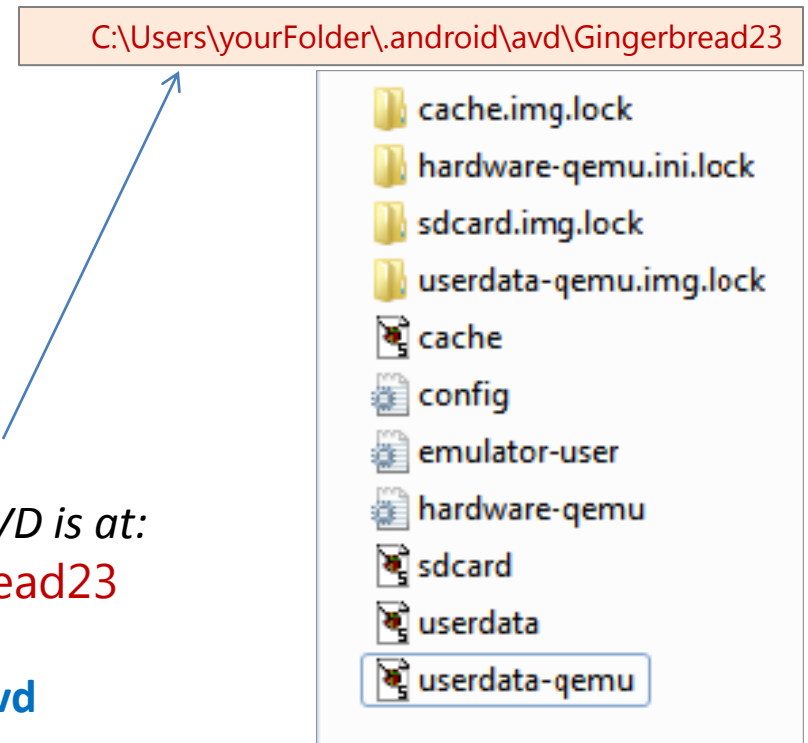 C:\Users\yourFolder\.android\avd\Gingerbread23
cache.img.lock
hardware-qemu.ini.lock
sdcard.img.lock
userdata-qemu.img.lock
cache
config
emulator-user
hardware-qemu
sdcard
userdata
userdata-qemu
VD is at:
ead23
vd